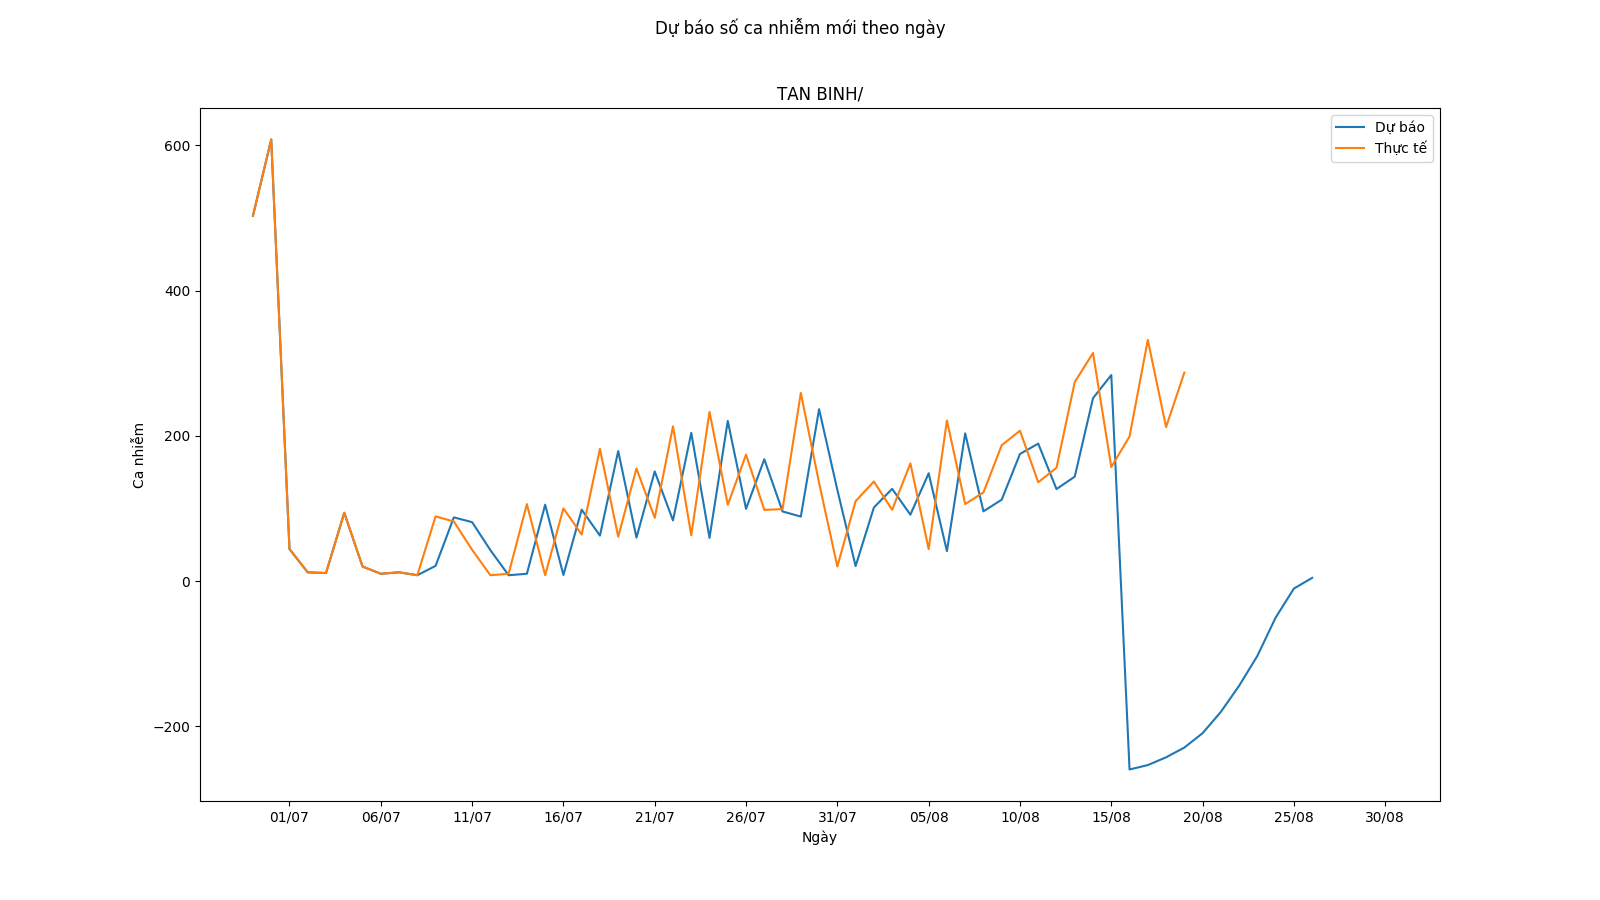 Dự báo số ca nhiễm mới theo ngày
TAN BINH/
Dự báo
Thực tế
600
400
200
0
−200
Ca nhiễm
01/07 06/07 11/07 16/07 21/07 26/07 31/07 05/08 10/08 15/08 20/08 25/08 30/08
Ngày